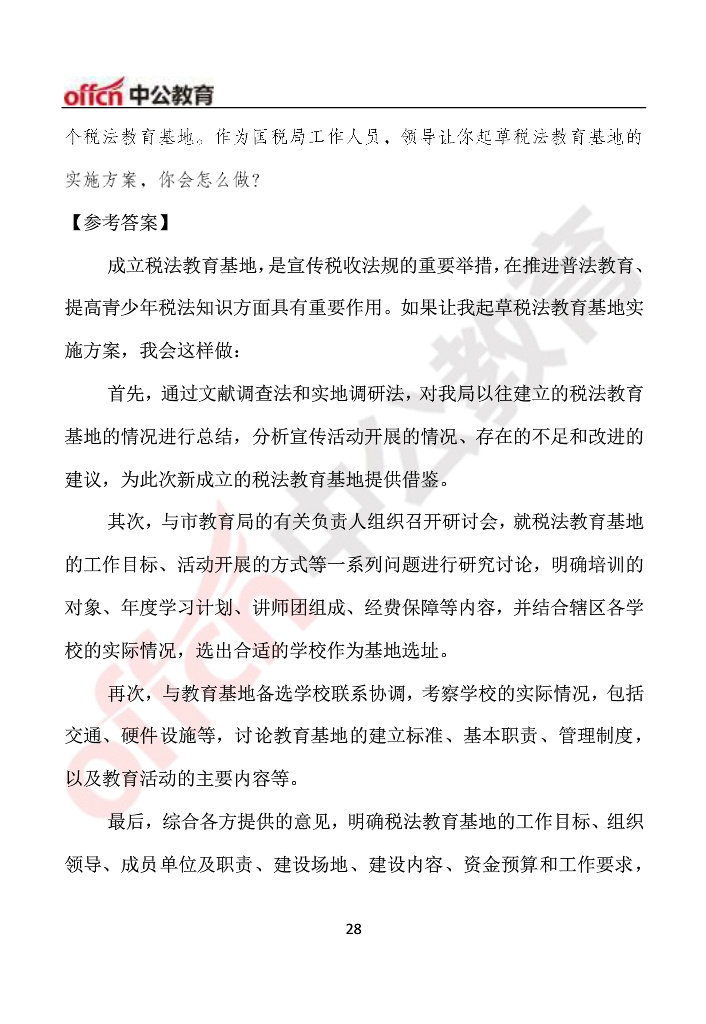 offcn 中公教育
个税法教育基地。作为国税局工作人员，领导让你起草税法教育基地的
实施方案，你会怎么做？
【参考答案】
成立税法教育基地，是宣传税收法规的重要举措，在推进普法教育、
提高青少年税法知识方面具有重要作用。如果让我起草税法教育基地实
施方案，我会这样做：
首先，通过文献调查法和实地调研法，对我局以往建立的税法教育
基地的情况进行总结，分析宣传活动开展的情况、存在的不足和改进的
建议，为此次新成立的税法教育基地提供借鉴。
其次，与市教育局的有关负责人组织召开研讨会，就税法教育基地
的工作目标、活动开展的方式等一系列问题进行研究讨论，明确培训的
对象、年度学习计划、讲师团组成、经费保障等内容，并结合辖区各学
校的实际情况，选出合适的学校作为基地选址。
再次，与教育基地备选学校联系协调，考察学校的实际情况，包括
交通、硬件设施等，讨论教育基地的建立标准、基本职责、管理制度，
以及教育活动的主要内容等。
最后，综合各方提供的意见，明确税法教育基地的工作目标、组织
领导、成员单位及职责、建设场地、建设内容、资金预算和工作要求，
28
offcn 中公教育